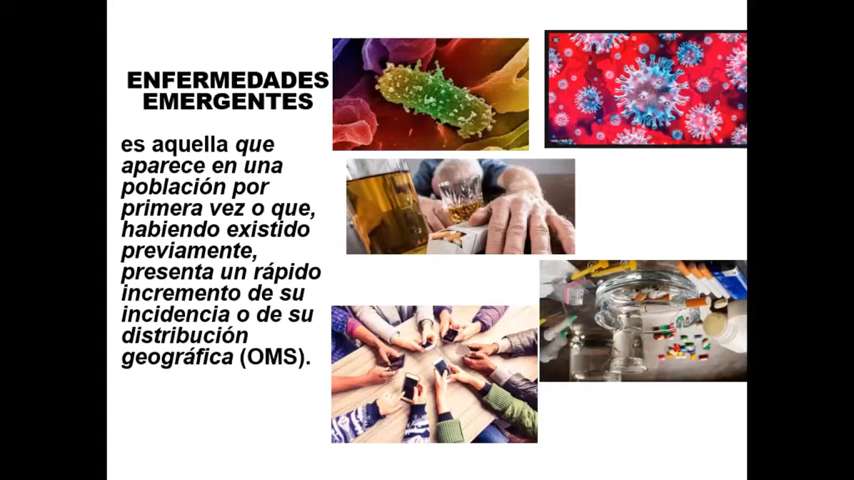 ENFERMEDADES
EMERGENTES
es aquella que
aparece en una
población por
primera vez o que,
habiendo existido
previamente,
presenta un rápido
incremento de su
incidencia o de su
distribución
geográfica (OMS).